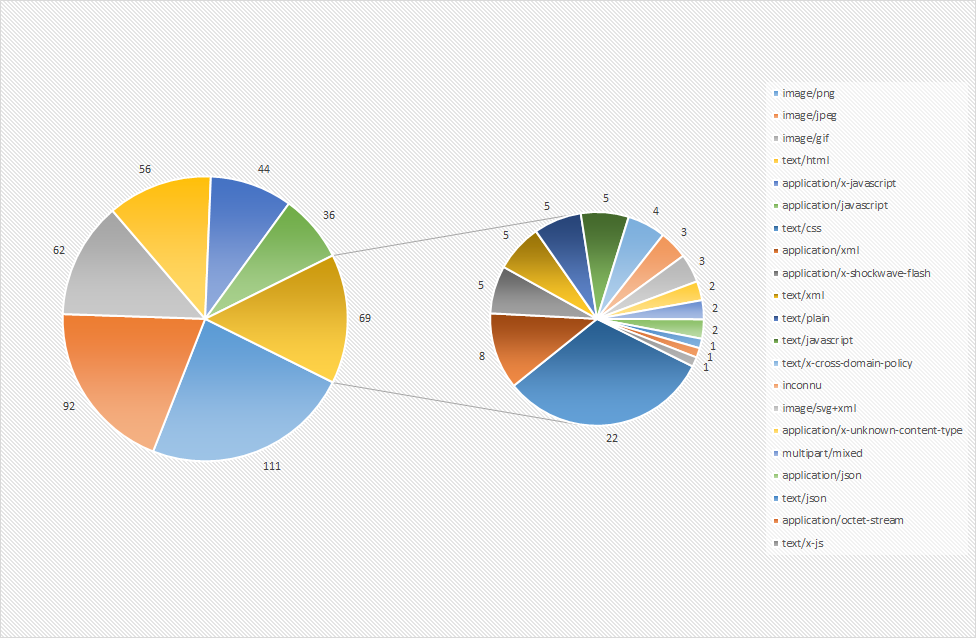 56
44
36
62
69
92
111
5
5
4
5
3
3
5
2
2
2
8
1
1
1
22
image/png
image/jpeg
image/gif
text/html
application/x-javascript
application/javascript
text/css
application/xml
application/x-shockwave-flash
text/xml
text/plain
text/javascript
text/x-cross-domain-policy
inconnu
image/svg+xml
application/x-unknown-content-type
multipart/mixed
application/json
text/json
application/octet-stream
text/x-js